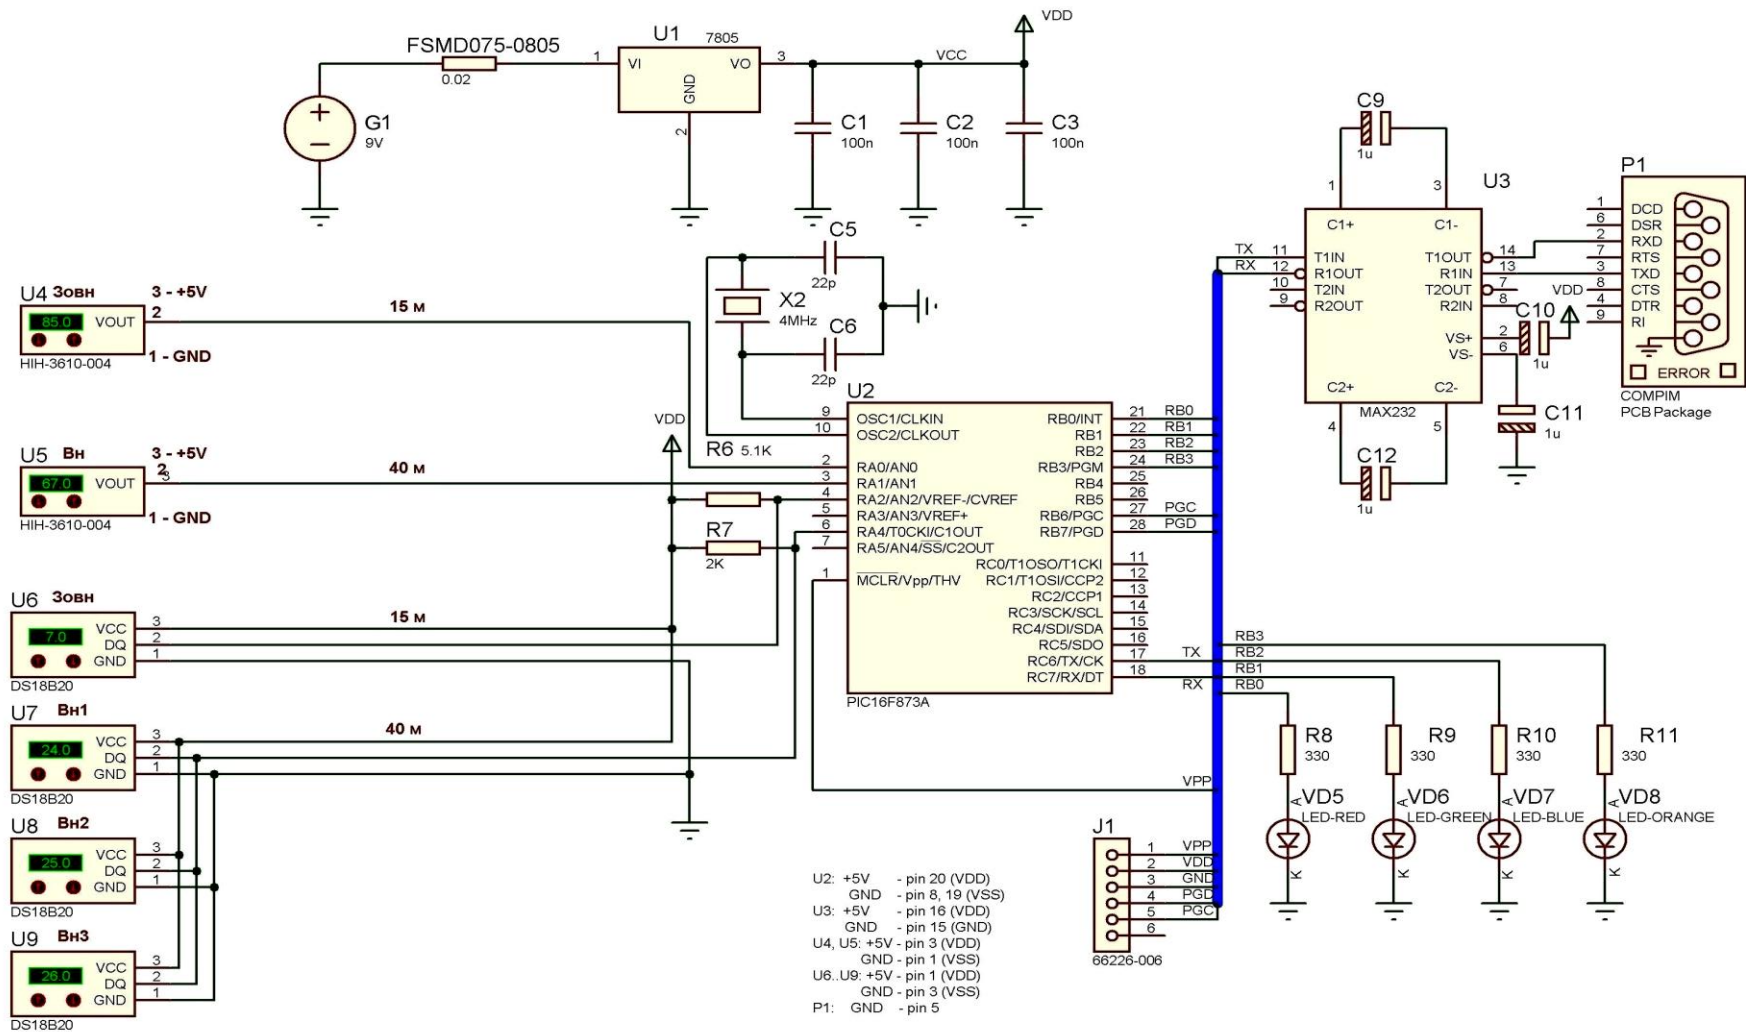 FSMD075-0805
0.02
G1
9V
U1
7805
1
VI
VO
3
GND
2
VCC
VDD
C1
100n
C2
100n
C3
100n
U4 Зовн
3 - +5V
85.0
VOUT
2
15 м
1 - GND
HIH-3610-004
U5 Вн
3 - +5V
67.0
VOUT
2
3
40 м
1 - GND
HIH-3610-004
U6 Зовн
7.0
VCC 3
DQ 2
GND 1
15 м
DS18B20
U7 Вн1
24.0
VCC 3
DQ 2
GND 1
40 м
DS18B20
U8 Вн2
25.0
VCC 3
DQ 2
GND 1
DS18B20
U9 Вн3
26.0
VCC 3
DQ 2
GND 1
DS18B20
C5
22p
X2
4MHz
C6
22p
VDD
R6 5.1K
R7
2K
U2
9 OSC1/CLKIN
10 OSC2/CLKOUT
2 RA0/AN0
3 RA1/AN1
4 RA2/AN2/VREF-/CVREF
5 RA3/AN3/VREF+
6 RA4/T0CKI/C1OUT
7 RA5/AN4/SS/C2OUT
1 MCLR/Vpp/THV
RB0/INT 21 RB0
RB1 22 RB1
RB2 23 RB2
RB3/PGM 24 RB3
RB4 25
RB5 26
RB6/PGC 27 PGC
RB7/PGD 28 PGD
RC0/T1OSO/T1CKI 11
RC1/T1OSI/CCP2 12
RC2/CCP1 13
RC3/SCK/SCL 14
RC4/SDI/SDA 15
RC5/SDO 16
RC6/TX/CK 17 TX
RC7/RX/DT 18 RX
PIC16F873A
VPP
C9
1u
1
3
U3
C1+
C1-
TX 11 T1IN
RX 12 R1OUT
10 T2IN
9 R2OUT
T1OUT 14
R1IN 13
T2OUT 7
R2IN 8
VS+ 2
VS- 6
C2+
C2-
MAX232
4
5
C12
1u
C10
1u
VDD
C11
1u
P1
1 DCD
6 DSR
2 RXD
7 RTS
3 TXD
8 CTS
4 DTR
9 RI
ERROR
COMPIM
PCB Package
RB3
RB2
RB1
RB0
R8
330
R9
330
R10
330
R11
330
A VD5
LED-RED
K
A VD6
LED-GREEN
K
A VD7
LED-BLUE
K
A VD8
LED-ORANGE
K
J1
1 VPP
2 VDD
3 GND
4 PGD
5 PGC
6
66226-006
U2: +5V - pin 20 (VDD)
GND - pin 8, 19 (VSS)
U3: +5V - pin 16 (VDD)
GND - pin 15 (GND)
U4, U5: +5V - pin 3 (VDD)
GND - pin 1 (VSS)
U6..U9: +5V - pin 1 (VDD)
GND - pin 3 (VSS)
P1: GND - pin 5